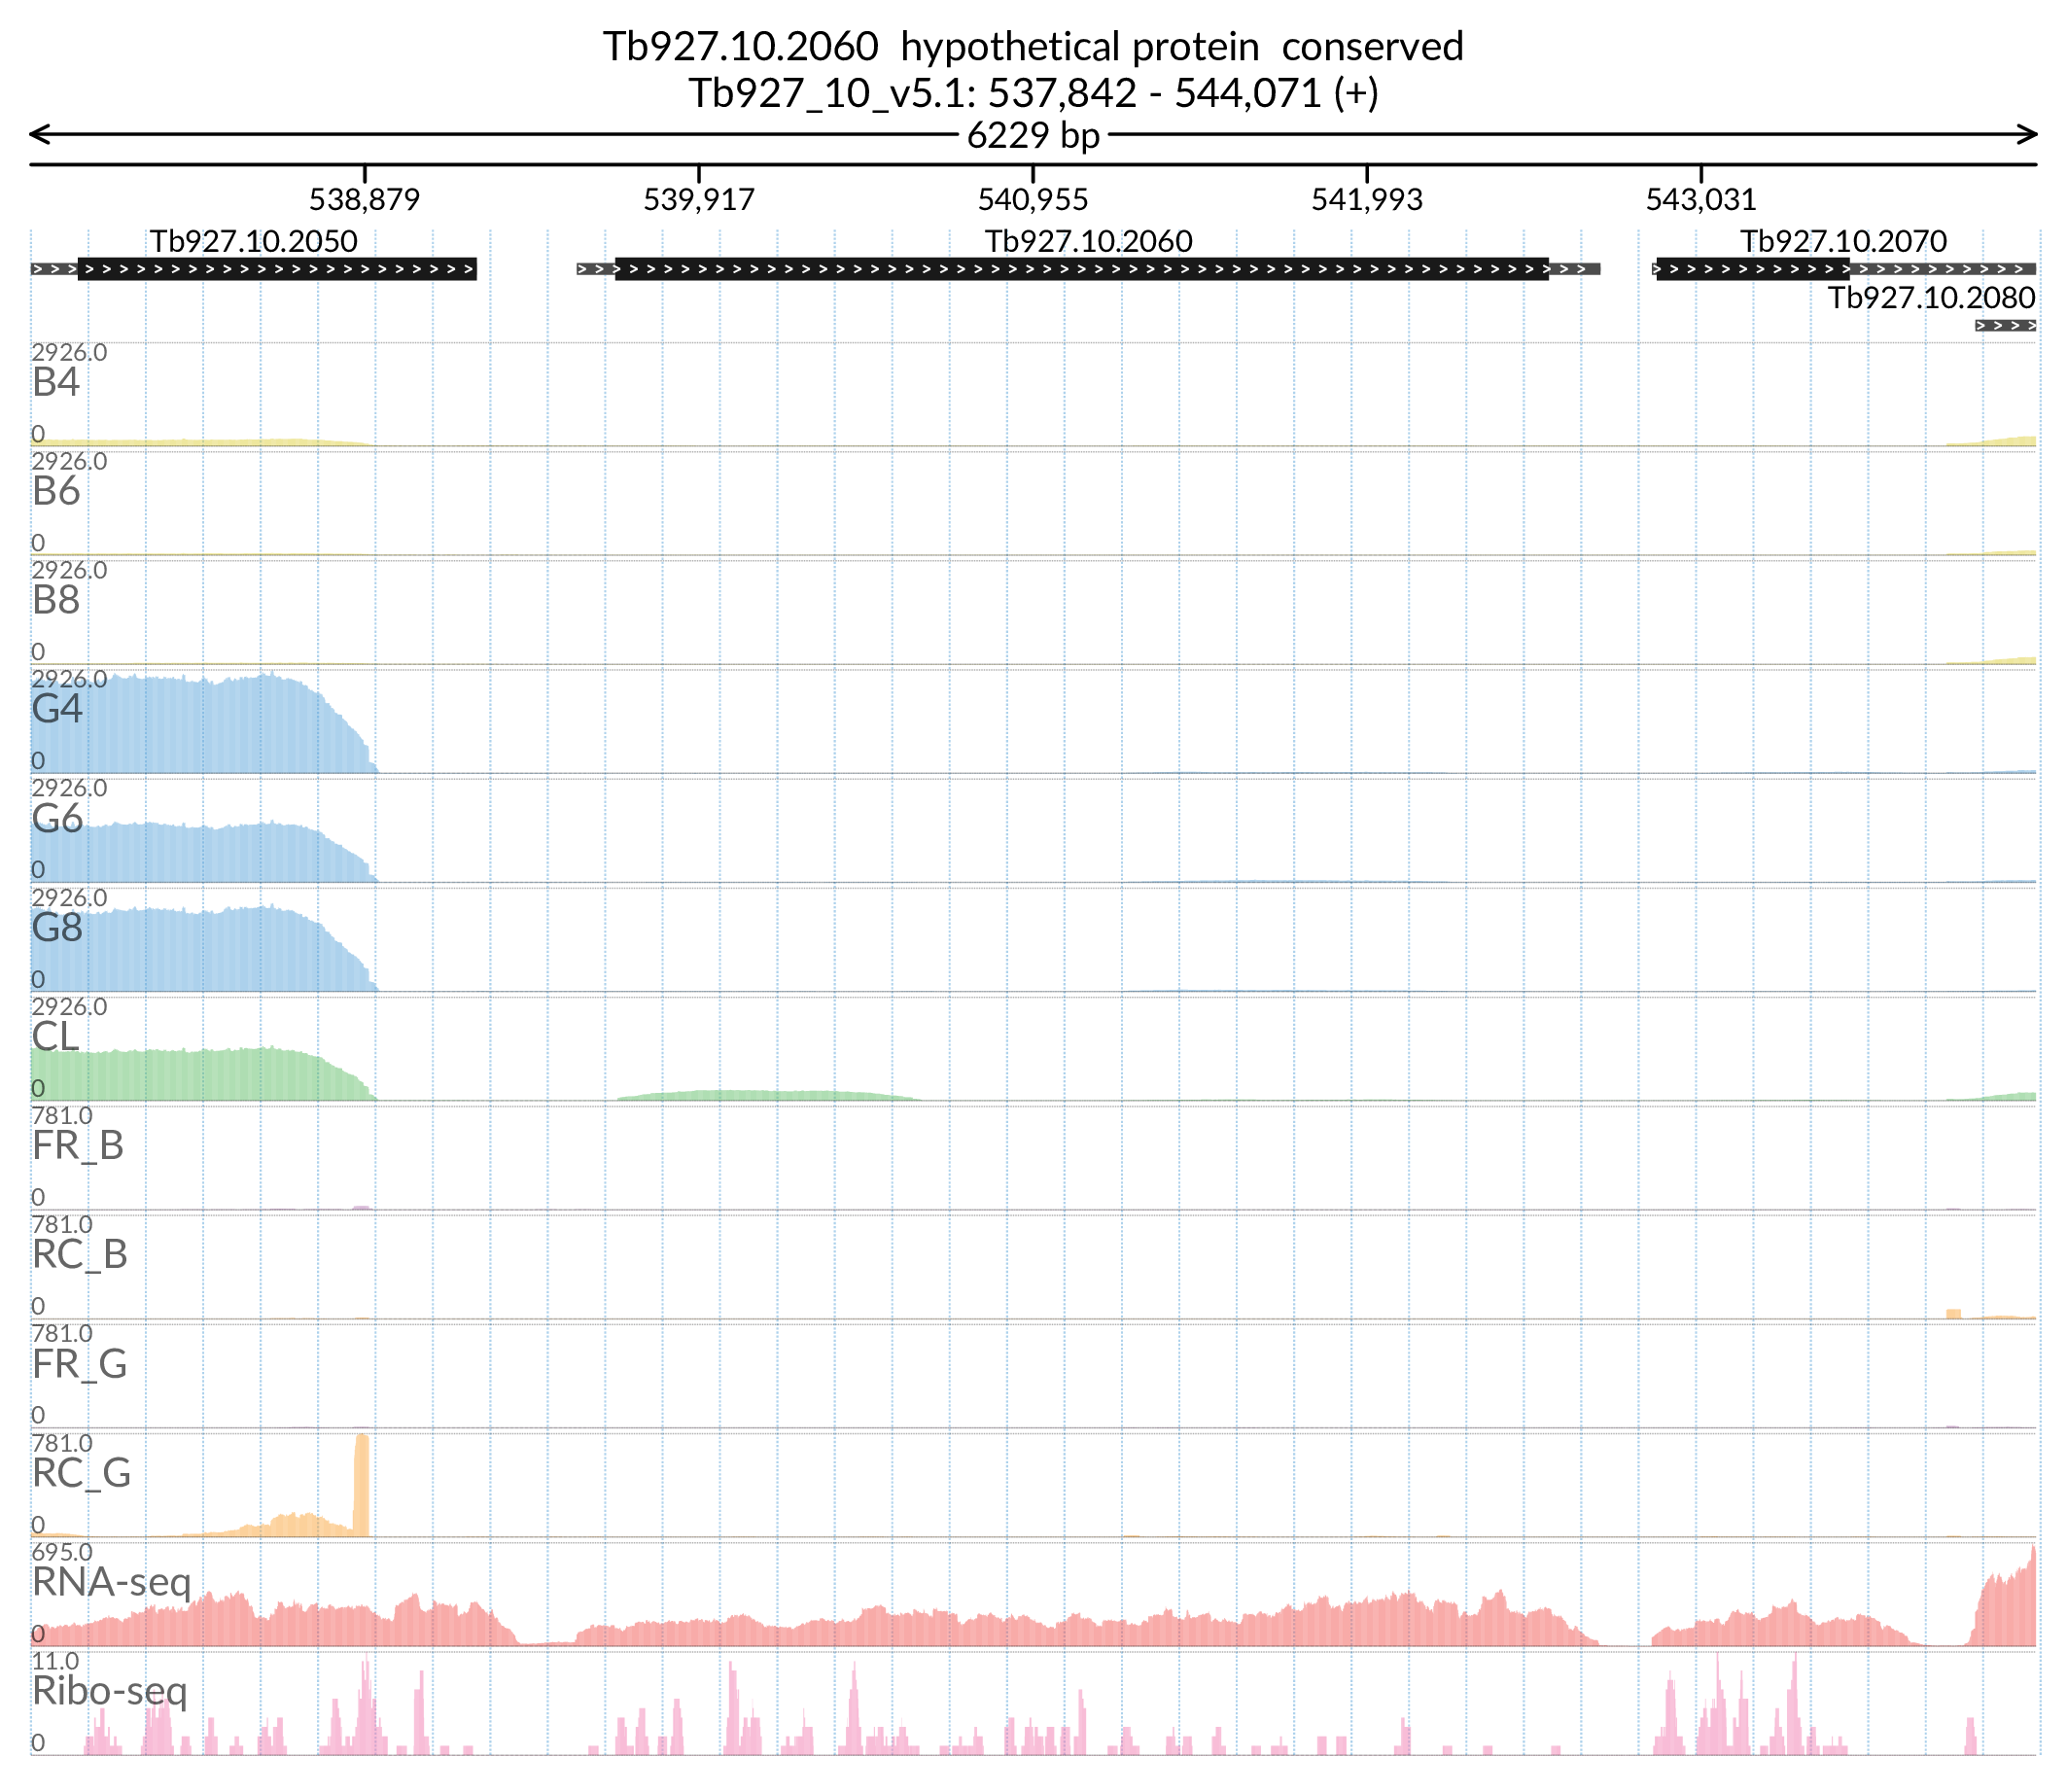 Tb927.10.2060  hypothetical protein  conserved
Tb927_10_v5.1: 537,842 - 544,071 (+)
6229 bp
538,879 539,917 540,955 541,993 543,031
Tb927.10.2050 Tb927.10.2060 Tb927.10.2070
Tb927.10.2080
2926.0
B4
0
2926.0
B6
0
2926.0
B8
0
2926.0
G4
0
2926.0
G6
0
2926.0
G8
0
2926.0
CL
0
781.0
FR_B
0
781.0
RC_B
0
781.0
FR_G
0
781.0
RC_G
0
695.0
RNA-seq
0
11.0
Ribo-seq
0